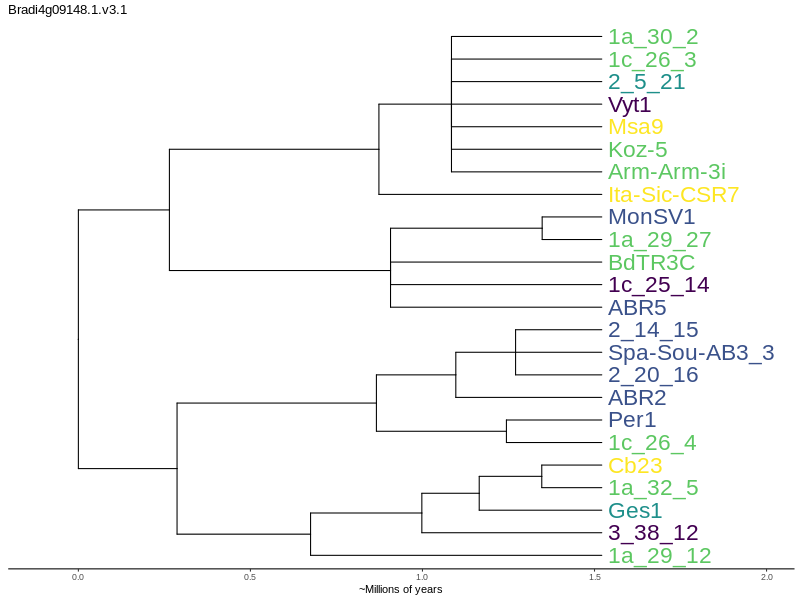 Bradi4g09148.1.v3.1
1a_30_2
1c_26_3
2_5_21
Vyt1
Msa9
Koz-5
Arm-Arm-3i
Ita-Sic-CSR7
MonSV1
1a_29_27
BdTR3C
1c_25_14
ABR5
2_14_15
Spa-Sou-AB3_3
2_20_16
ABR2
Per1
1c_26_4
Cb23
1a_32_5
Ges1
3_38_12
1a_29_12
0.0 0.5 1.0 1.5 2.0
~Millions of years